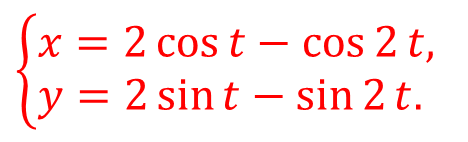 x = 2 cos t − cos 2 t,
y = 2 sin t − sin 2 t.